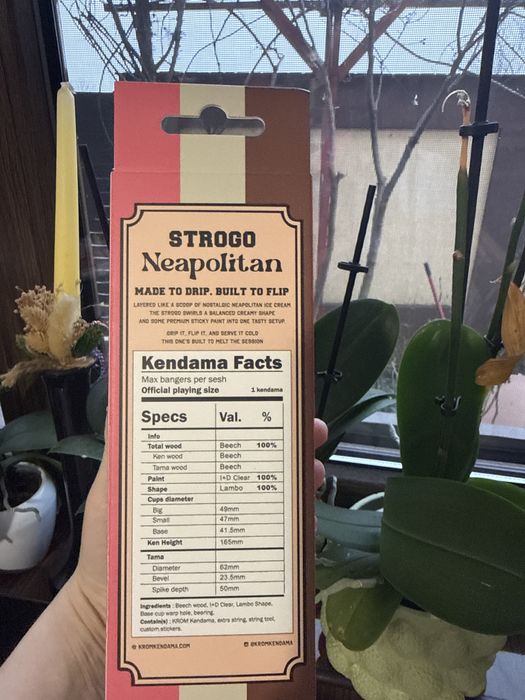 STROGO
Neapolitan
MADE TO DRIP. BUILT TO FLIP
LAYERED LIKE A SCOOP OF NOSTALGIC NEAPOLITAN ICE CREAM
THE STROGO SWIRLS A BALANCED CREAMY SHAPE
AND SOME PREMIUM STICKY PAINT INTO ONE TASTY SETUP.
DRIP IT, FLIP IT, AND SERVE IT COLD
THIS ONE'S BUILT TO MELT THE SESSION
Kendama Facts
Max bangers per sesh
Official playing size 1 kendama
Specs Val. %
Info
Total wood Beech 100%
Ken wood Beech
Tama wood Beech
Paint I+D Clear 100%
Shape Lambo 100%
Cups diameter
Big 49mm
Small 47mm
Base 41.5mm
Ken Height 165mm
Tama
Diameter 62mm
Bevel 23.5mm
Spike depth 50mm
Ingredients : Beech wood, I+D Clear, Lambo Shape,
Base cup warp hole, bearing.
Contain(s) : KROM Kendama, extra string, string tool,
custom stickers.
KROMKENDAMA.COM @KROMKENDAMA